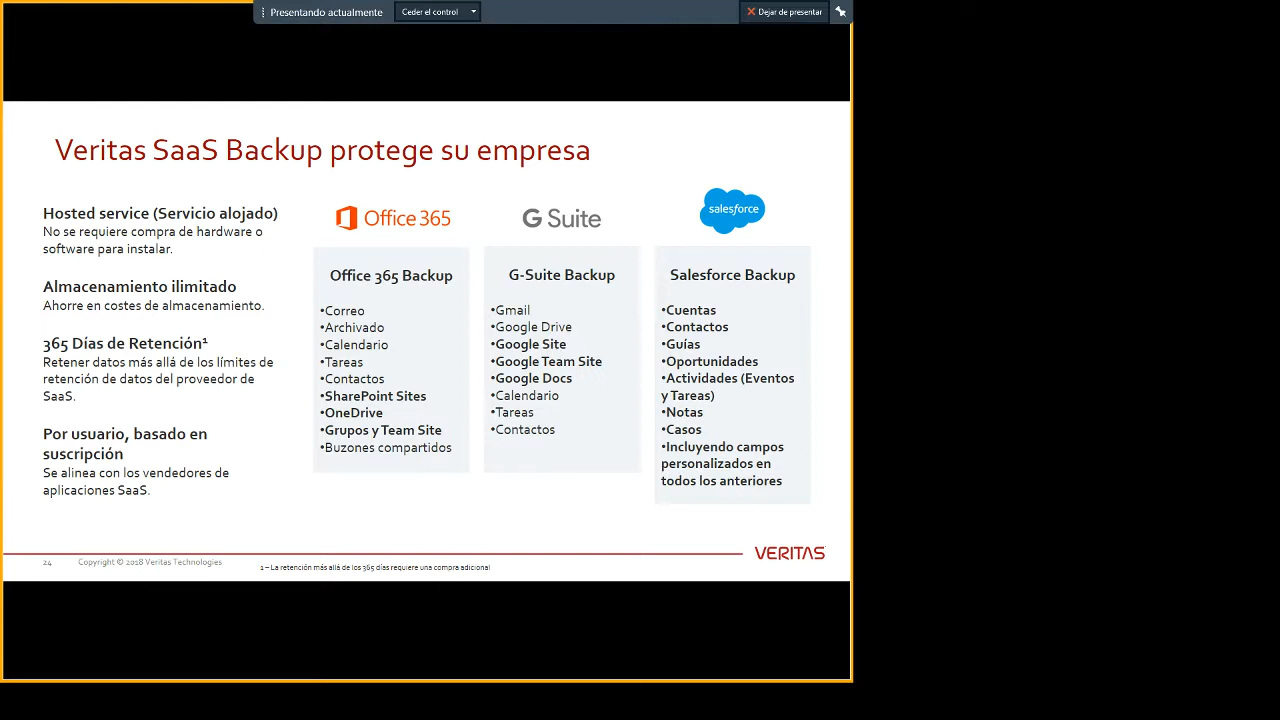 Presentando actualmente
Ceder el control
Dejar de presentar
Veritas SaaS Backup protege su empresa
Hosted service (Servicio alojado)
No se requiere compra de hardware o
software para instalar.
Almacenamiento ilimitado
Ahorre en costes de almacenamiento.
365 Días de Retención¹
Retener datos más allá de los límites de
retención de datos del proveedor de
SaaS.
Por usuario, basado en
suscripción
Se alinea con los vendedores de
aplicaciones SaaS.
Office 365
Office 365 Backup
•Correo
•Archivado
•Calendario
•Tareas
•Contactos
•SharePoint Sites
•OneDrive
•Grupos y Team Site
•Buzones compartidos
G Suite
G-Suite Backup
•Gmail
•Google Drive
•Google Site
•Google Team Site
•Google Docs
•Calendario
•Tareas
•Contactos
salesforce
Salesforce Backup
•Cuentas
•Contactos
•Guías
•Oportunidades
•Actividades (Eventos
y Tareas)
•Notas
•Casos
•Incluyendo campos
personalizados en
todos los anteriores
24
Copyright © 2018 Veritas Technologies
1 – La retención más allá de los 365 días requiere una compra adicional
VERITAS